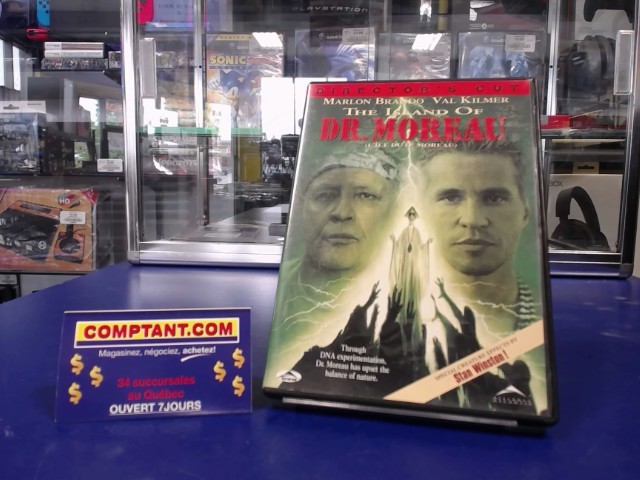 PLAYSTATION
SONIC
DIRECTOR'S CUT
MARLON BRANDO VAL KILMER
THE ISLAND OF
DR. MOREAU
(L'ÎLE DU Dr MOREAU)
Through
DNA experimentation,
Dr. Moreau has upset the
balance of nature.
SPECIAL CREATURE EFFECTS BY
Stan Winston!
COMPTANT.COM
Magasinez, négociez, achetez!
$ $ $ $ $ $
34 succursales
au Québec
OUVERT 7JOURS